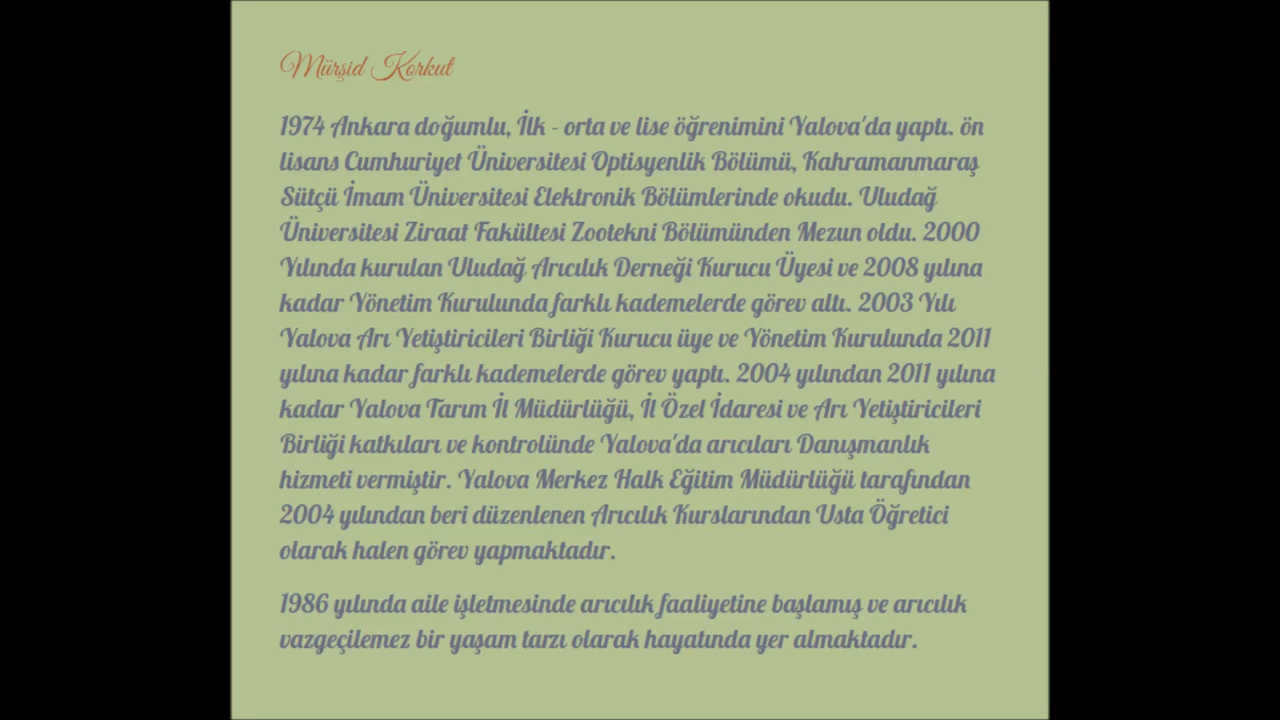 Mürşid Korkut
1974 Ankara doğumlu, İlk - orta ve lise öğrenimini Yalova'da yaptı. ön
lisans Cumhuriyet Üniversitesi Optisyenlik Bölümü, Kahramanmaraş
Sütçü İmam Üniversitesi Elektronik Bölümlerinde okudu. Uludağ
Üniversitesi Ziraat Fakültesi Zootekni Bölümünden Mezun oldu. 2000
Yılında kurulan Uludağ Arıcılık Derneği Kurucu Üyesi ve 2008 yılına
kadar Yönetim Kurulunda farklı kademelerde görev altı. 2003 Yılı
Yalova Arı Yetiştiricileri Birliği Kurucu üye ve Yönetim Kurulunda 2011
yılına kadar farklı kademelerde görev yaptı. 2004 yılından 2011 yılına
kadar Yalova Tarım İl Müdürlüğü, İl Özel İdaresi ve Arı Yetiştiricileri
Birliği katkıları ve kontrolünde Yalova'da arıcıları Danışmanlık
hizmeti vermiştir. Yalova Merkez Halk Eğitim Müdürlüğü tarafından
2004 yılından beri düzenlenen Arıcılık Kurslarından Usta Öğretici
olarak halen görev yapmaktadır.
1986 yılında aile işletmesinde arıcılık faaliyetine başlamış ve arıcılık
vazgeçilemez bir yaşam tarzı olarak hayatında yer almaktadır.